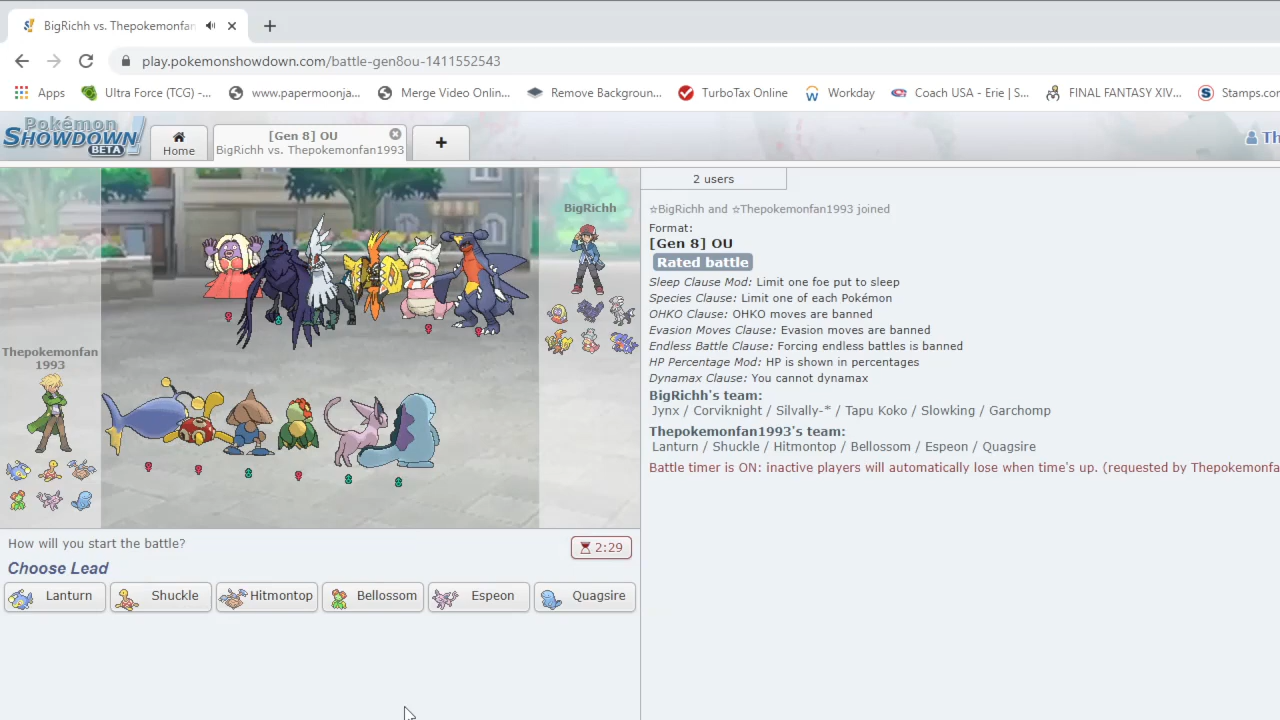 BigRichh vs. Thepokemonfan
play.pokemonshowdown.com/battle-gen8ou-1411552543
Apps
Ultra Force (TCG) -...
www.papermoonja...
Merge Video Onlin...
Remove Backgroun...
TurboTax Online
Workday
Coach USA - Erie | S...
FINAL FANTASY XIV...
Stamps.com
Pokémon
SHOWDOWN!
BETA
Home
[Gen 8] OU
BigRichh vs. Thepokemonfan1993
+
Th
2 users
BigRichh
☆BigRichh and ☆Thepokemonfan1993 joined
Format:
[Gen 8] OU
Rated battle
Sleep Clause Mod: Limit one foe put to sleep
Species Clause: Limit one of each Pokémon
OHKO Clause: OHKO moves are banned
Evasion Moves Clause: Evasion moves are banned
Endless Battle Clause: Forcing endless battles is banned
HP Percentage Mod: HP is shown in percentages
Dynamax Clause: You cannot dynamax
BigRichh's team:
Jynx / Corviknight / Silvally-* / Tapu Koko / Slowking / Garchomp
Thepokemonfan1993's team:
Lanturn / Shuckle / Hitmontop / Bellossom / Espeon / Quagsire
Battle timer is ON: inactive players will automatically lose when time's up. (requested by Thepokemonfa
Thepokemonfan
1993
How will you start the battle?
2:29
Choose Lead
Lanturn
Shuckle
Hitmontop
Bellossom
Espeon
Quagsire